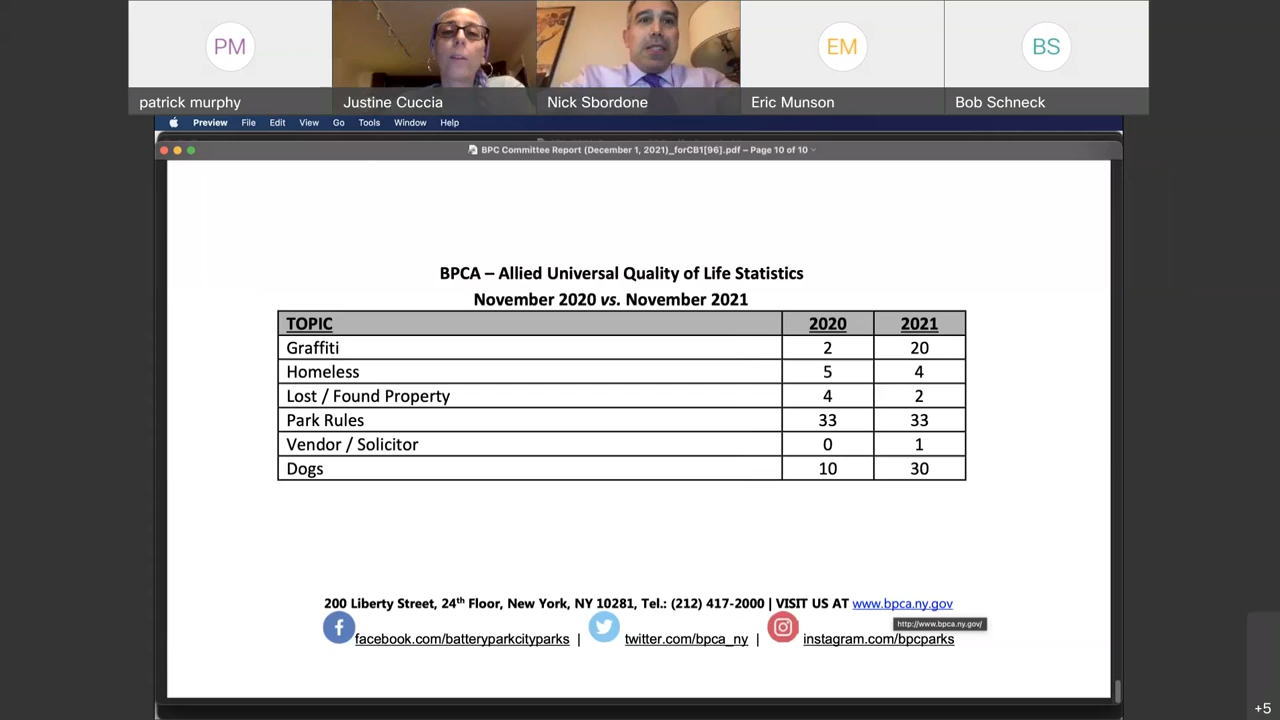 PM
EM
BS
patrick murphy
Justine Cuccia
Nick Sbordone
Eric Munson
Bob Schneck
Preview File Edit View Go Tools Window Help
BPC Committee Report (December 1, 2021)_forCB1[96].pdf – Page 10 of 10
BPCA – Allied Universal Quality of Life Statistics
November 2020 vs. November 2021
TOPIC 2020 2021
Graffiti 2 20
Homeless 5 4
Lost / Found Property 4 2
Park Rules 33 33
Vendor / Solicitor 0 1
Dogs 10 30
200 Liberty Street, 24th Floor, New York, NY 10281, Tel.: (212) 417-2000 | VISIT US AT www.bpca.ny.gov
http://www.bpca.ny.gov/
facebook.com/batteryparkcityparks | twitter.com/bpca_ny | instagram.com/bpcparks
+5